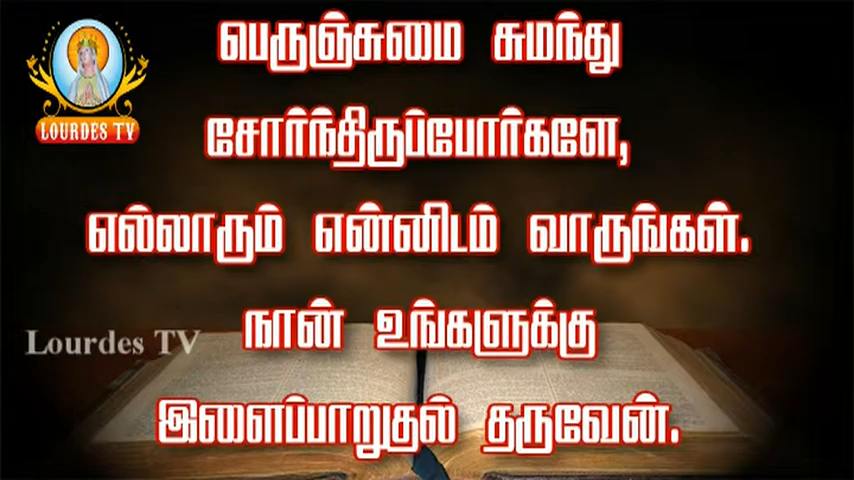 பெருஞ்சுமை சுமந்து
LOURDES TV
சோர்ந்திருப்போர்களே,
எல்லாரும் என்னிடம் வாருங்கள்.
Lourdes TV
நான் உங்களுக்கு
இளைப்பாறுதல் தருவேன்.